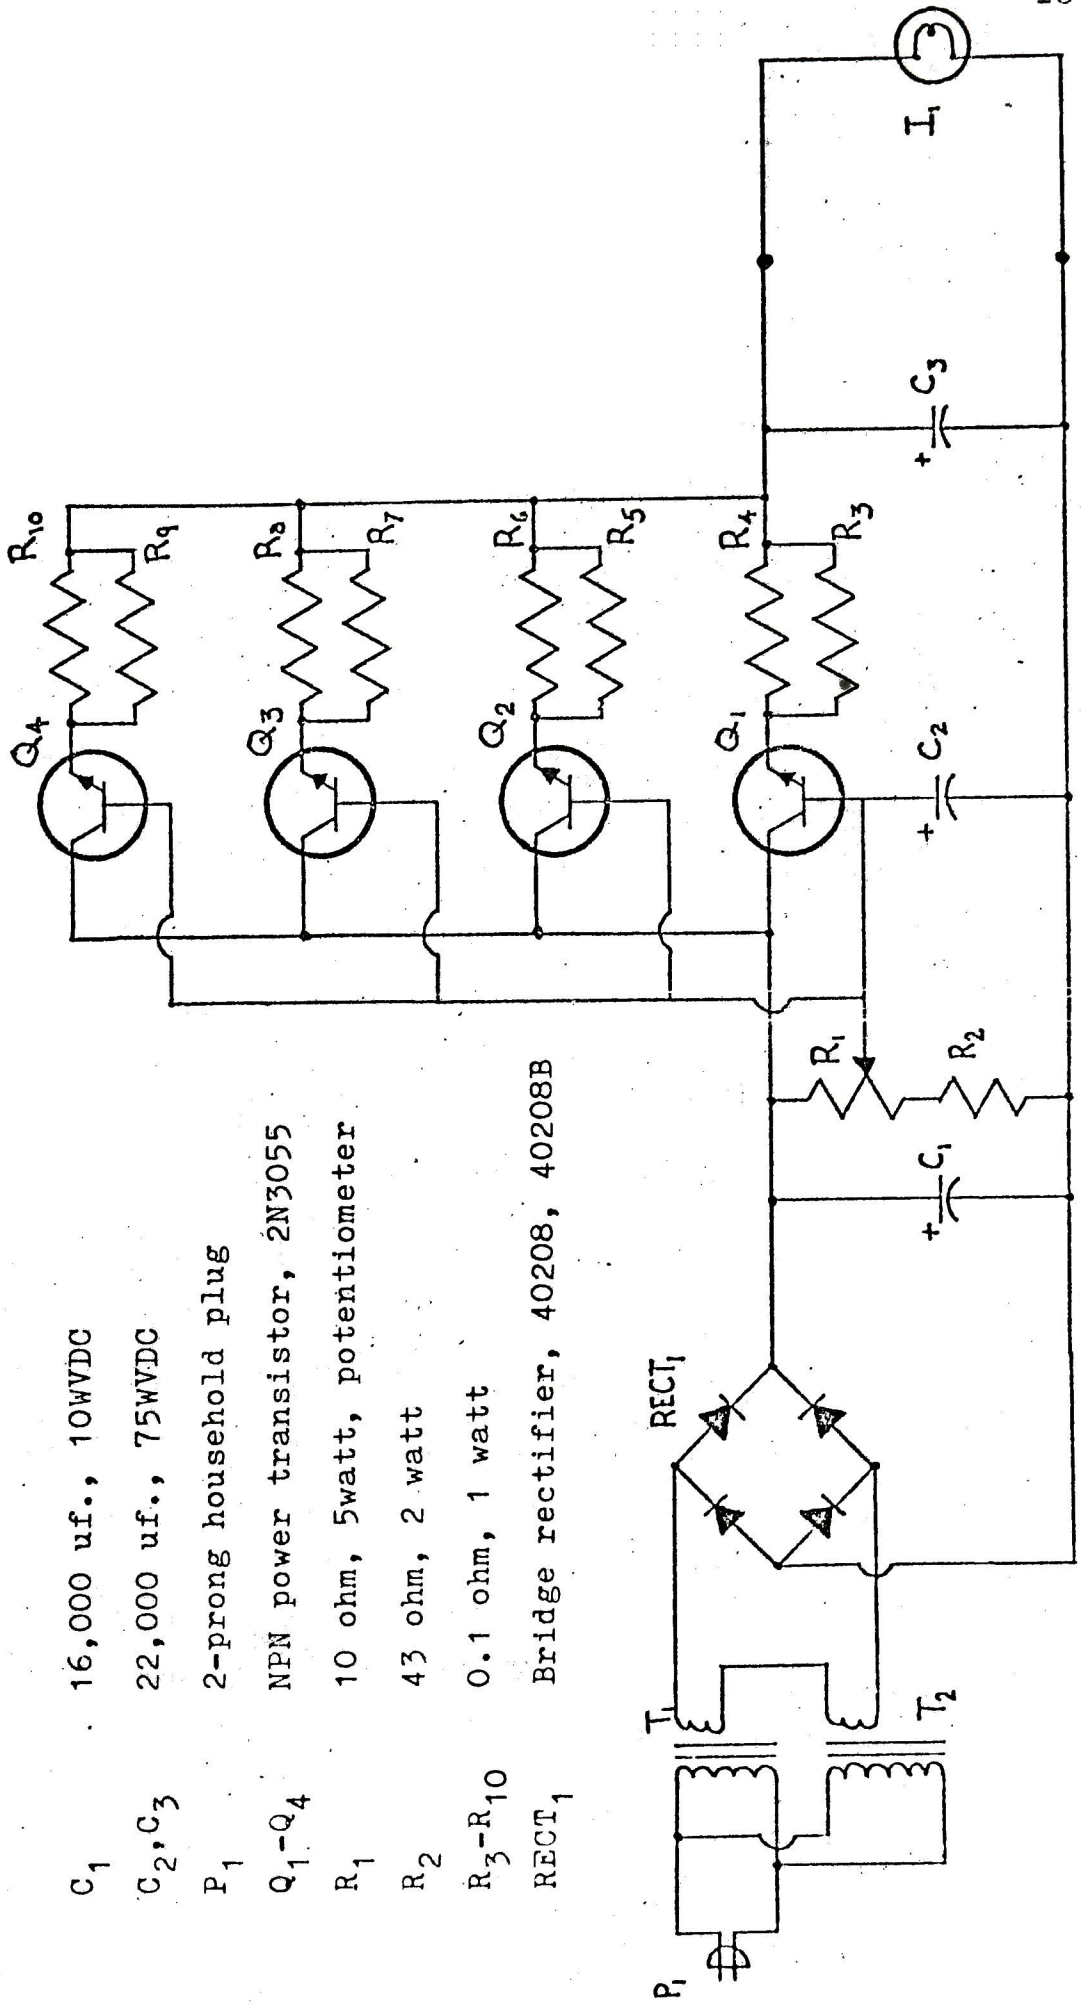 C₁ 16,000 uf., 10WVDC
C₂,C₃ 22,000 uf., 75WVDC
P₁ 2-prong household plug
Q₁-Q₄ NPN power transistor, 2N3055
R₁ 10 ohm, 5watt, potentiometer
R₂ 43 ohm, 2 watt
R₃-R₁₀ 0.1 ohm, 1 watt
RECT₁ Bridge rectifier, 40208, 40208B
Q₄
R₁₀
R₉
Q₃
R₈
R₇
Q₂
R₆
R₅
Q₁
R₄
R₃
P₁
T₁
T₂
RECT₁
+ C₁
R₁
R₂
+ C₂
+ C₃
I₁